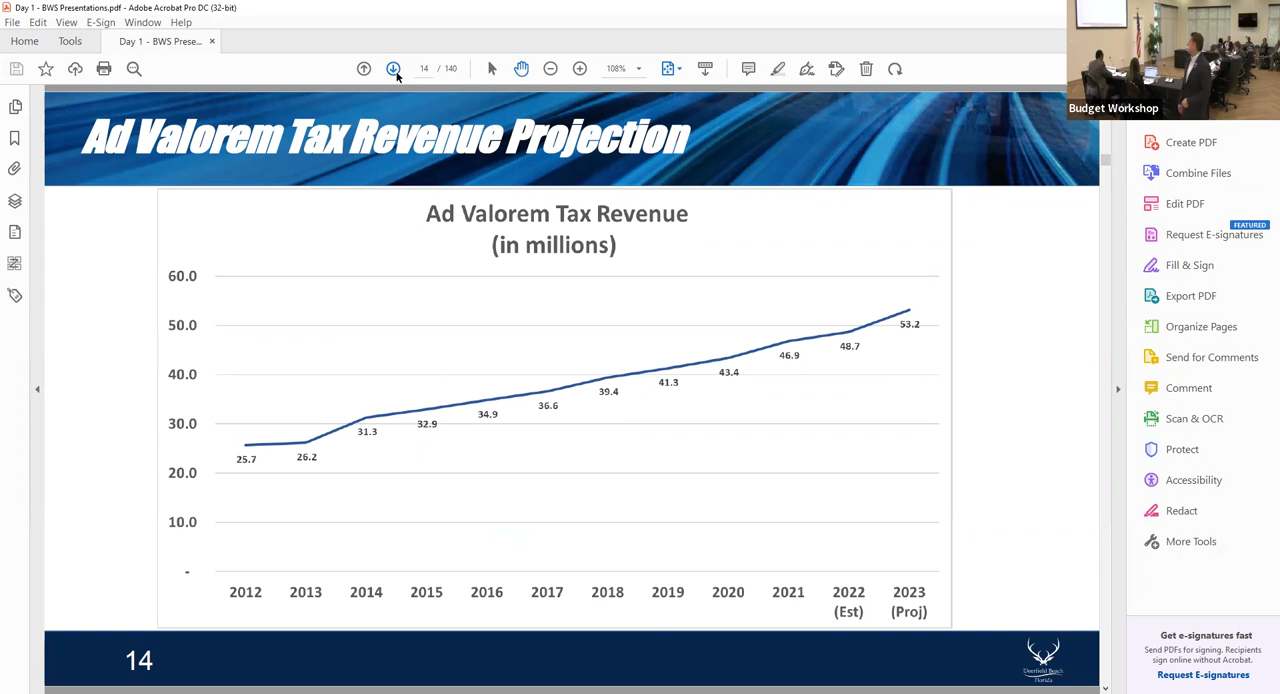 Day 1 - BWS Presentations.pdf - Adobe Acrobat Pro DC (32-bit)
File Edit View E-Sign Window Help
Home Tools Day 1 - BWS Prese... ×
14 / 140 108%
Budget Workshop
Ad Valorem Tax Revenue Projection
Ad Valorem Tax Revenue
(in millions)
60.0
50.0
40.0
30.0
20.0
10.0
-
25.7
26.2
31.3
32.9
34.9
36.6
39.4
41.3
43.4
46.9
48.7
53.2
2012 2013 2014 2015 2016 2017 2018 2019 2020 2021 2022 2023
(Est) (Proj)
14
Deerfield Beach
Florida
Create PDF
Combine Files
Edit PDF
FEATURED
Request E-signatures
Fill & Sign
Export PDF
Organize Pages
Send for Comments
Comment
Scan & OCR
Protect
Accessibility
Redact
More Tools
Get e-signatures fast
Send PDFs for signing. Recipients
sign online without Acrobat.
Request E-Signatures